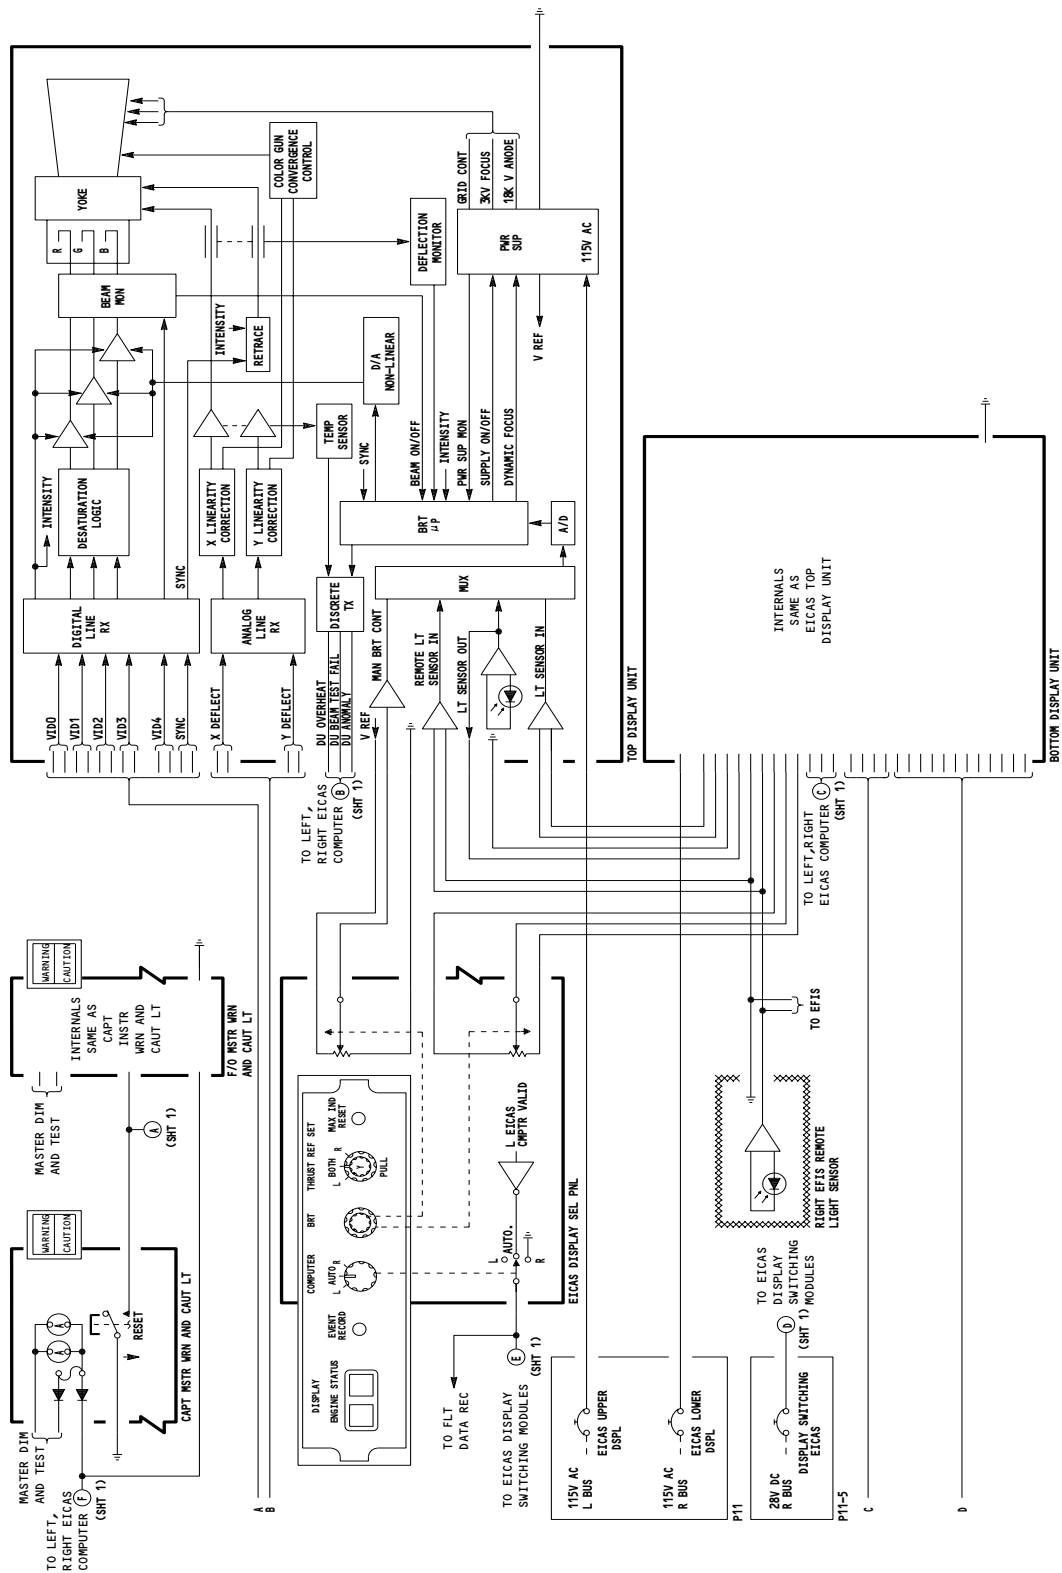 TO LEFT,
RIGHT EICAS
COMPUTER
F
(SHT 1)
MASTER DIM
AND TEST
A
A
RESET
WARNING
CAUTION
CAPT MSTR WRN AND CAUT LT
MASTER DIM
AND TEST
A
(SHT 1)
WARNING
CAUTION
INTERNALS
SAME AS
CAPT
INSTR
WRN AND
CAUT LT
F/O MSTR WRN
AND CAUT LT
A
B
VID0
VID1
VID2
VID3
VID4
SYNC
X DEFLECT
Y DEFLECT
DIGITAL
LINE
RX
ANALOG
LINE
RX
INTENSITY
SYNC
DESATURATION
LOGIC
X LINEARITY
CORRECTION
Y LINEARITY
CORRECTION
BEAM
MON
R
G
B
YOKE
INTENSITY
RETRACE
COLOR GUN
CONVERGENCE
CONTROL
TEMP
SENSOR
D/A
NON-LINEAR
DEFLECTION
MONITOR
TO LEFT,
RIGHT EICAS
COMPUTER
B
(SHT 1)
DU OVERHEAT
DU BEAM TEST FAIL
DU ANOMALY
DISCRETE
TX
V REF
MAN BRT CONT
REMOTE LT
SENSOR IN
LT SENSOR OUT
LT SENSOR IN
MUX
A/D
BRT
μP
SYNC
BEAM ON/OFF
INTENSITY
PWR SUP MON
SUPPLY ON/OFF
DYNAMIC FOCUS
V REF
PWR
SUP
115V AC
GRID CONT
3KV FOCUS
18K V ANODE
TOP DISPLAY UNIT
DISPLAY
ENGINE STATUS
EVENT
RECORD
COMPUTER
L AUTO R
BRT
THRUST REF SET
L BOTH R
Y
PULL
MAX IND
RESET
L EICAS
CMPTR VALID
L
AUTO.
R
EICAS DISPLAY SEL PNL
TO FLT
DATA REC
E
(SHT 1)
TO EICAS DISPLAY
SWITCHING MODULES
115V AC
L BUS
EICAS UPPER
DSPL
115V AC
R BUS
EICAS LOWER
DSPL
P11
28V DC
R BUS
DISPLAY SWITCHING
EICAS
P11-5
D
(SHT 1)
TO EICAS
DISPLAY
SWITCHING
MODULES
RIGHT EFIS REMOTE
LIGHT SENSOR
TO EFIS
TO LEFT,RIGHT
EICAS COMPUTER
C
(SHT 1)
INTERNALS
SAME AS
EICAS TOP
DISPLAY UNIT
BOTTOM DISPLAY UNIT
C
D